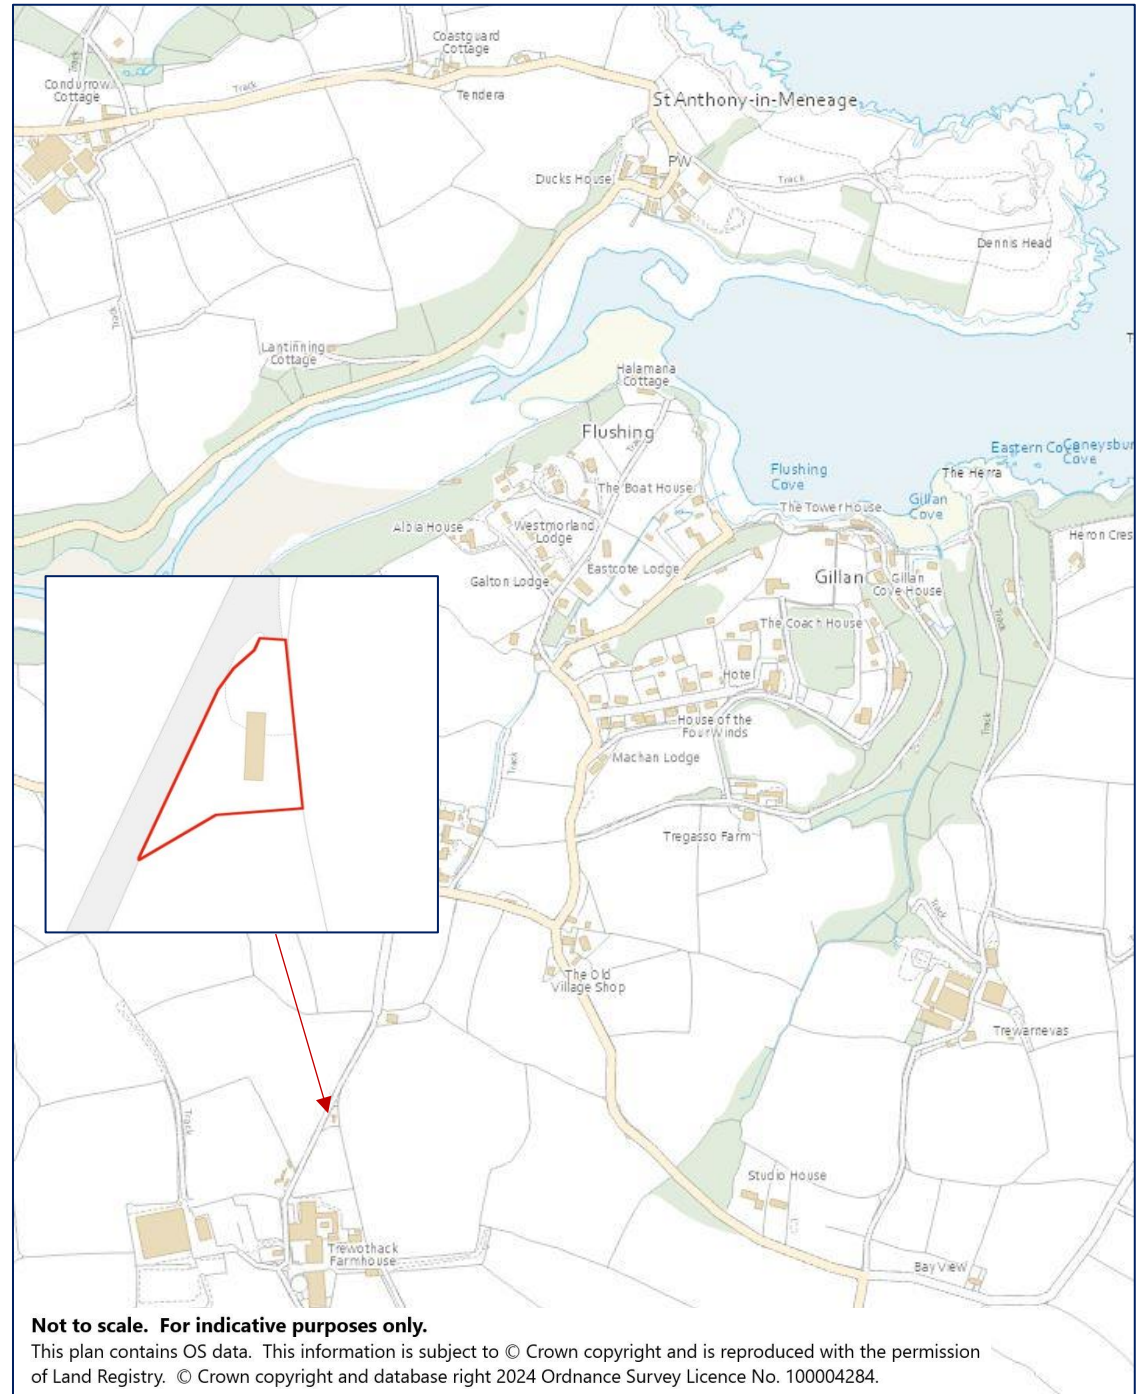 Coastguard
Cottage
Track
Condurrow
Cottage
Track
Tendera
St Anthony-in-Meneage
PW
Ducks House
Track
Dennis Head
Track
Lantinning
Cottage
Halamana
Cottage
Flushing
Track
Eastern Cove
Coneysbur
Cove
T
Flushing
Cove
The Herra
The Boat House
Gillan
Cove
The Tower House
Albia House
Westmorland
Lodge
Heron Cres
Galton Lodge
Eastcote Lodge
Gillan
Gillan
Cove House
Track
The Coach House
Hotel
House of the
Four Winds
Track
Track
Machan Lodge
Tregasso Farm
Track
The Old
Village Shop
Trewarnevas
Track
Studio House
Trewothack
Farmhouse
Bay View
Not to scale. For indicative purposes only.
This plan contains OS data. This information is subject to © Crown copyright and is reproduced with the permission
of Land Registry. © Crown copyright and database right 2024 Ordnance Survey Licence No. 100004284.